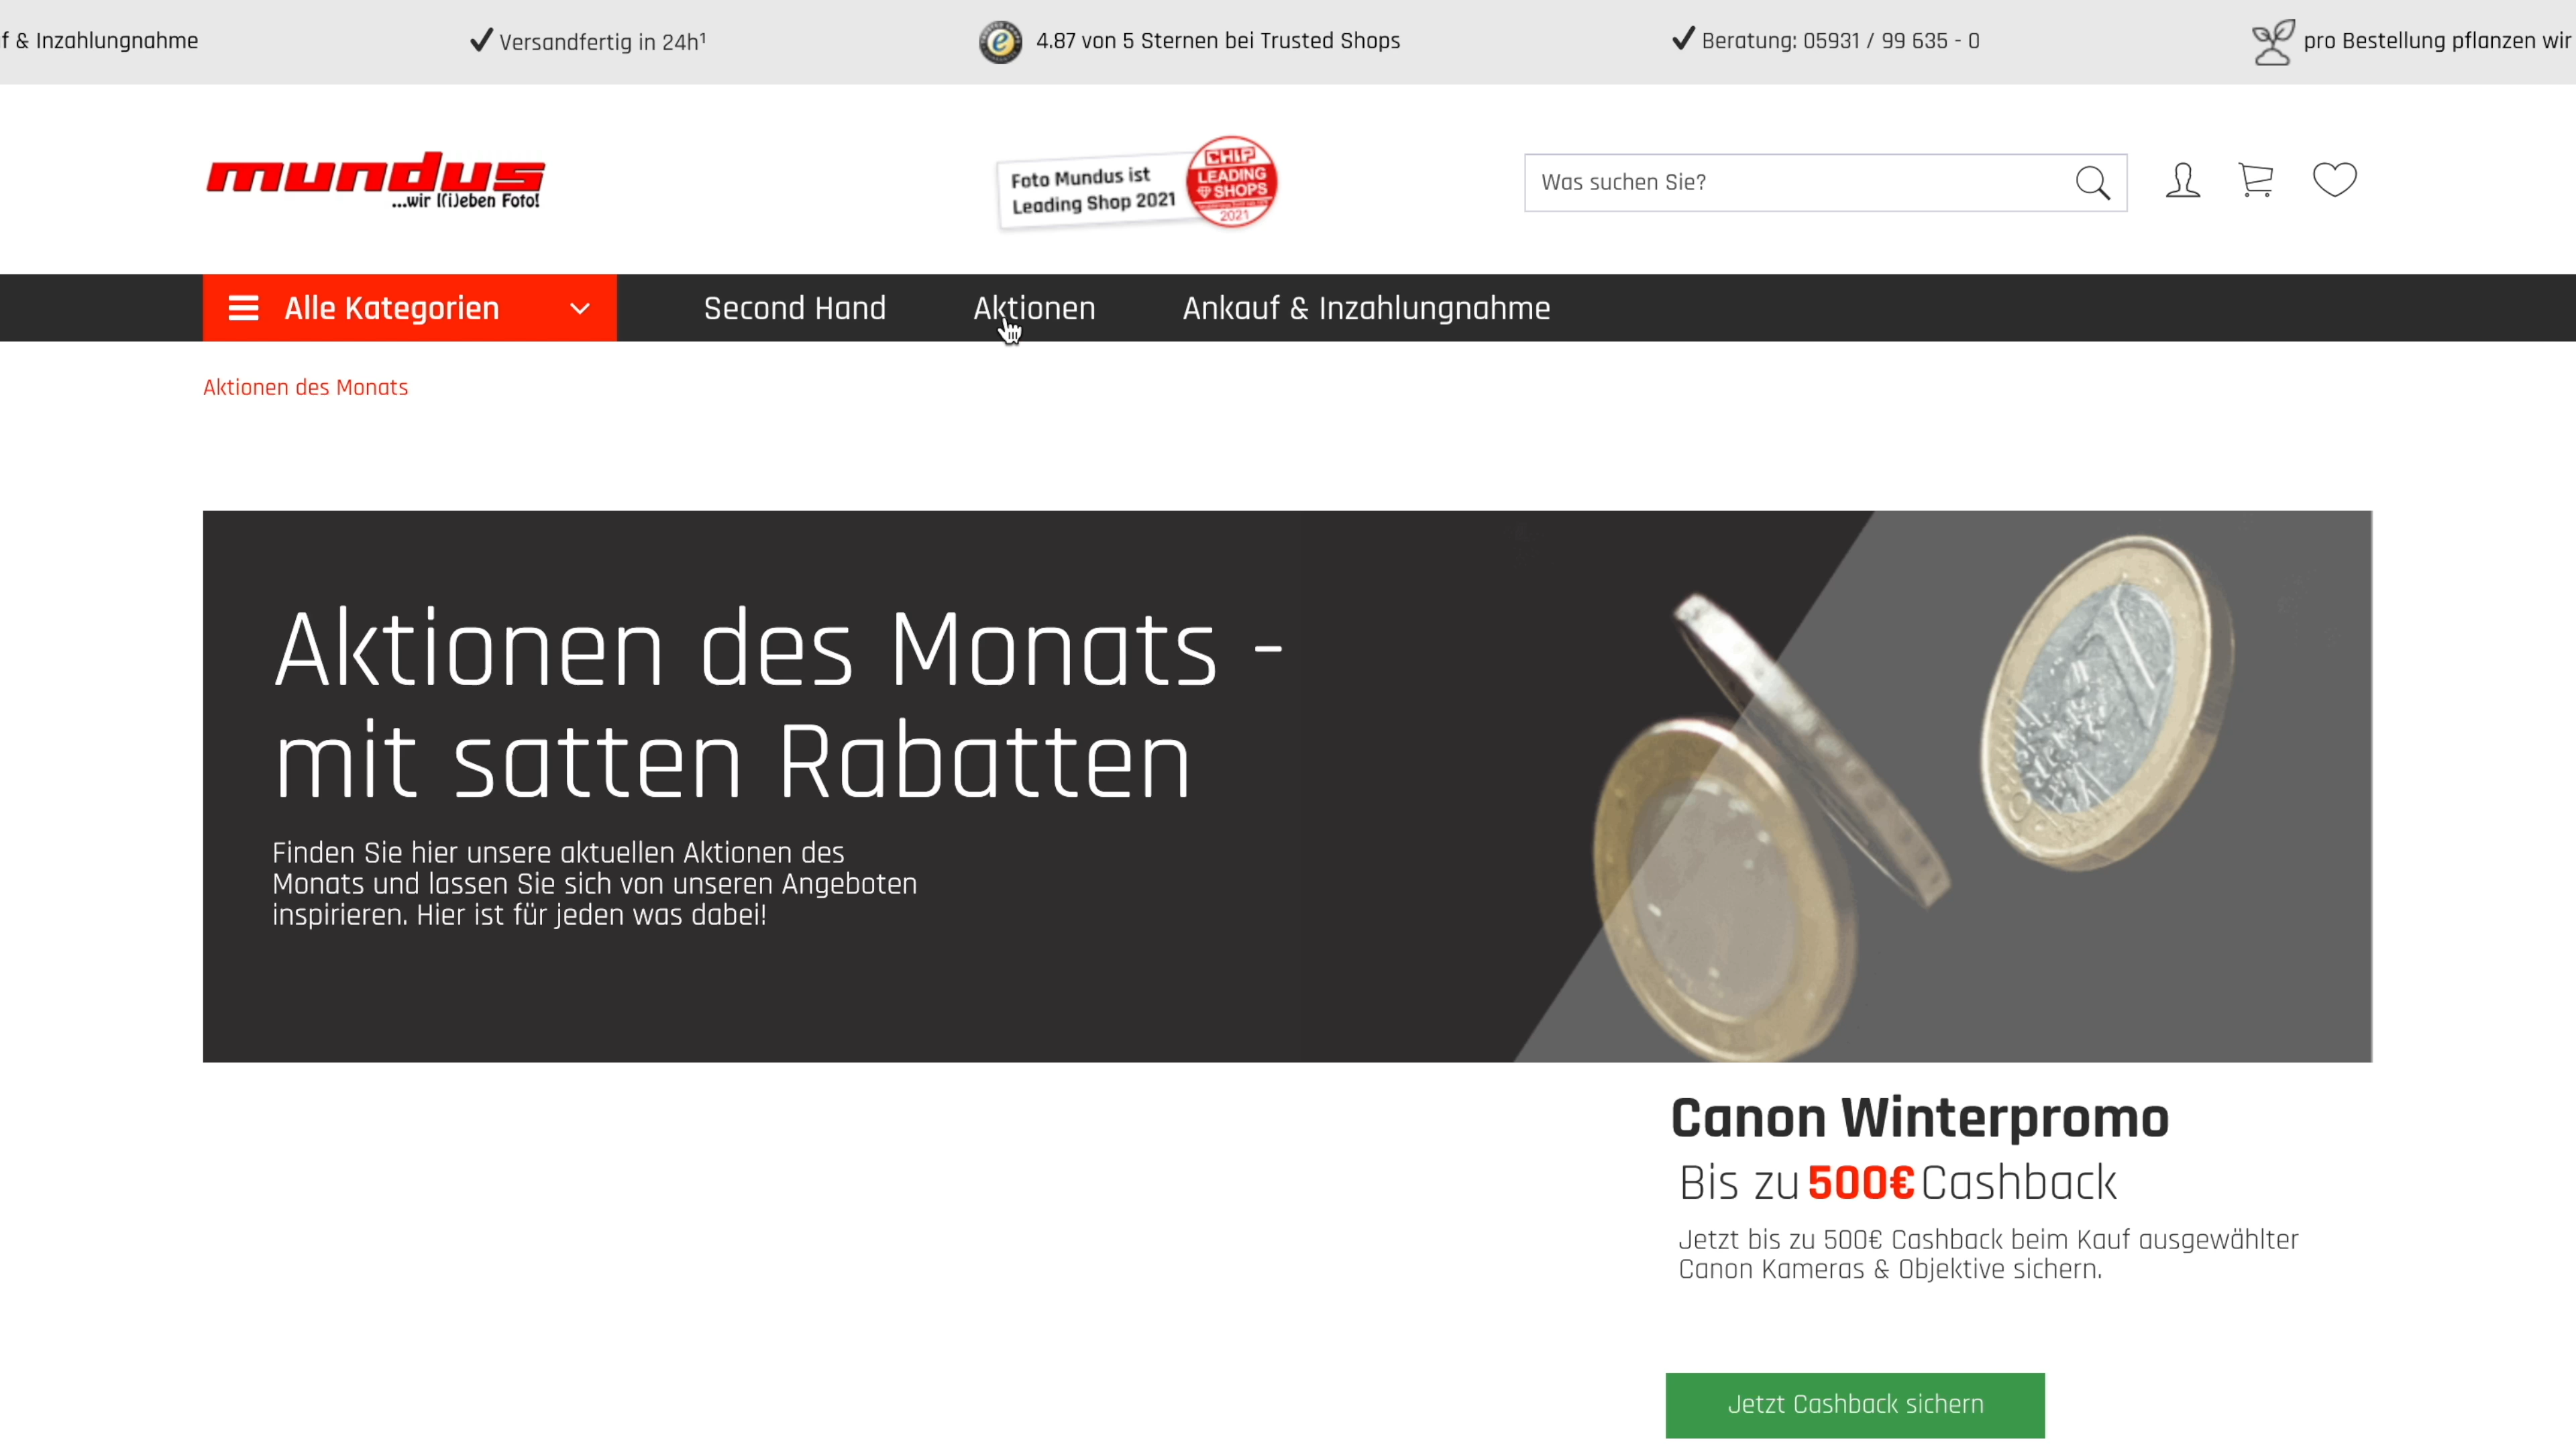 f & Inzahlungnahme
Versandfertig in 24h¹
4.87 von 5 Sternen bei Trusted Shops
Beratung: 05931 / 99 635 - 0
pro Bestellung pflanzen wir
mundus
...wir l(i)eben Foto!
Foto Mundus ist
Leading Shop 2021
CHIP
LEADING
SHOPS
2021
Was suchen Sie?
Alle Kategorien
Second Hand
Aktionen
Ankauf & Inzahlungnahme
Aktionen des Monats
Aktionen des Monats -
mit satten Rabatten
Finden Sie hier unsere aktuellen Aktionen des
Monats und lassen Sie sich von unseren Angeboten
inspirieren. Hier ist für jeden was dabei!
Canon Winterpromo
Bis zu 500€ Cashback
Jetzt bis zu 500€ Cashback beim Kauf ausgewählter
Canon Kameras & Objektive sichern.
Jetzt Cashback sichern